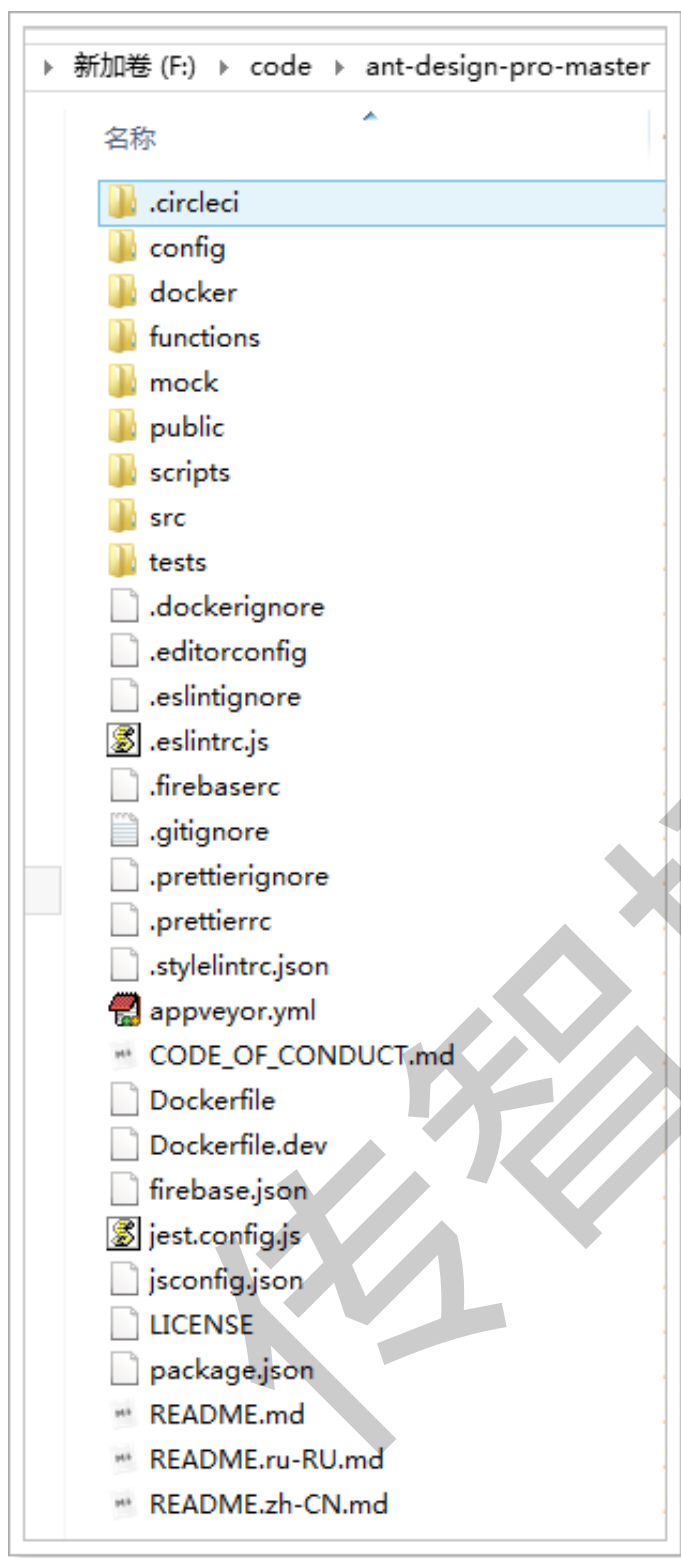 新加卷 (F:) code ant-design-pro-master
名称
.circleci
config
docker
functions
mock
public
scripts
src
tests
.dockerignore
.editorconfig
.eslintignore
.eslintrc.js
.firebaserc
.gitignore
.prettierignore
.prettierrc
.stylelintrc.json
appveyor.yml
CODE_OF_CONDUCT.md
Dockerfile
Dockerfile.dev
firebase.json
jest.config.js
jsconfig.json
LICENSE
package.json
README.md
README.ru-RU.md
README.zh-CN.md
传智